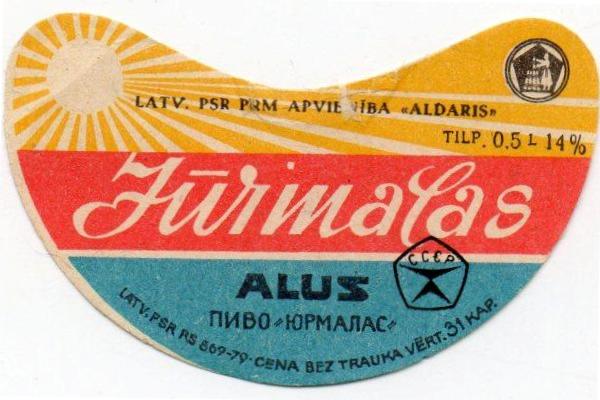 LATV. PSR PRM APVIENĪBA «ALDARIS»
TILP. 0.5 L 14%
Jūrmalas
ALUS
СССР
ПИВО «ЮРМАЛАС»
LATV. PSR RS 869-79. CENA BEZ TRAUKA VĒRT. 31 KAP.